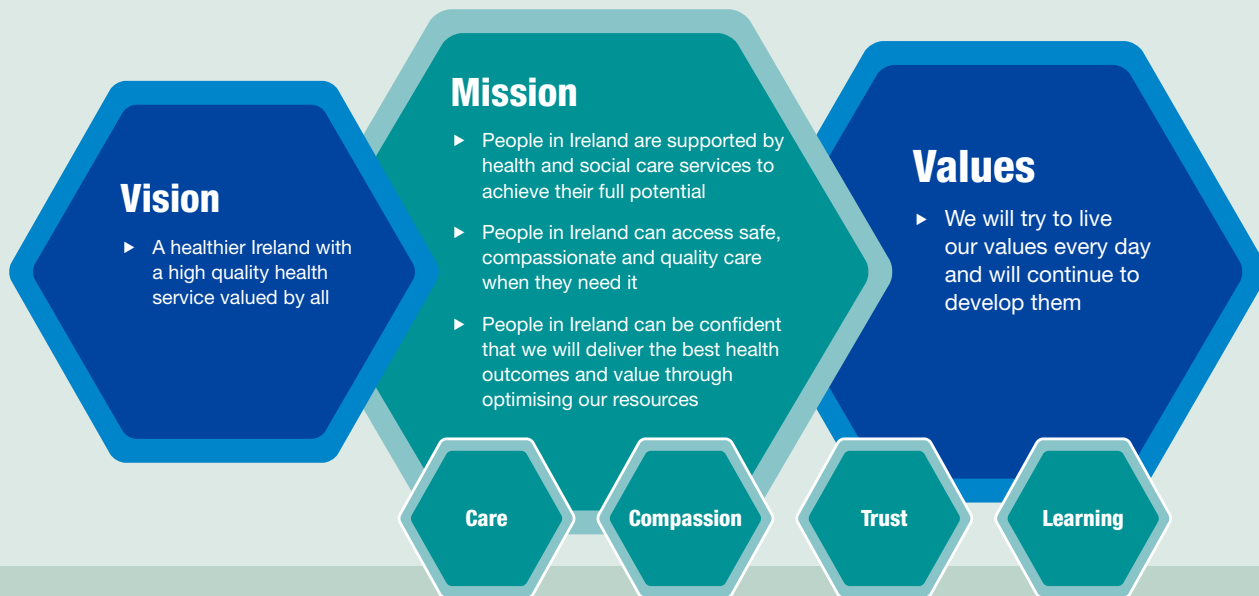 Vision
► A healthier Ireland with
a high quality health
service valued by all
Mission
► People in Ireland are supported by
health and social care services to
achieve their full potential
► People in Ireland can access safe,
compassionate and quality care
when they need it
► People in Ireland can be confident
that we will deliver the best health
outcomes and value through
optimising our resources
Values
► We will try to live
our values every day
and will continue to
develop them
Care
Compassion
Trust
Learning